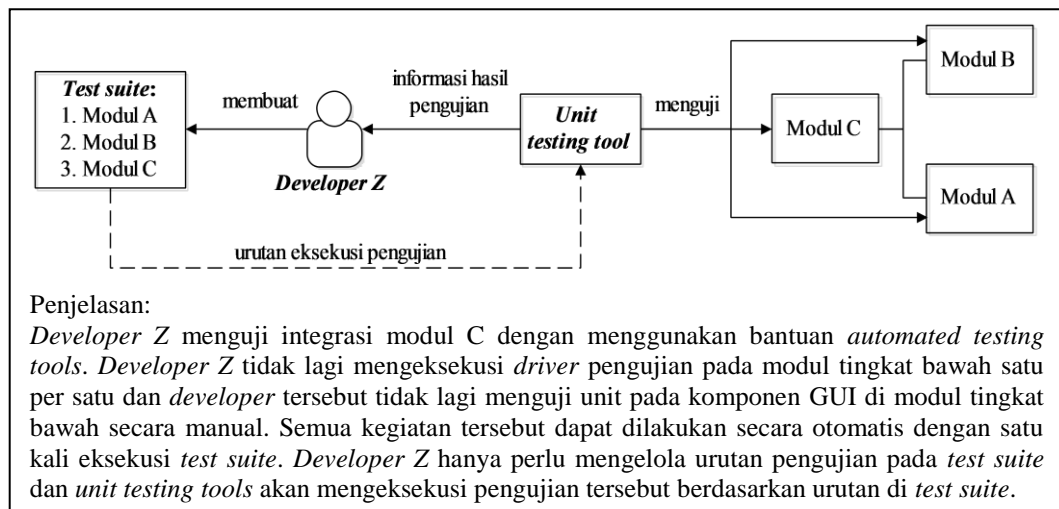 Test suite:
1. Modul A
2. Modul B
3. Modul C
membuat
Developer Z
informasi hasil
pengujian
Unit
testing tool
menguji
Modul B
Modul C
Modul A
urutan eksekusi pengujian
Penjelasan:
Developer Z menguji integrasi modul C dengan menggunakan bantuan automated testing
tools. Developer Z tidak lagi mengeksekusi driver pengujian pada modul tingkat bawah satu
per satu dan developer tersebut tidak lagi menguji unit pada komponen GUI di modul tingkat
bawah secara manual. Semua kegiatan tersebut dapat dilakukan secara otomatis dengan satu
kali eksekusi test suite. Developer Z hanya perlu mengelola urutan pengujian pada test suite
dan unit testing tools akan mengeksekusi pengujian tersebut berdasarkan urutan di test suite.